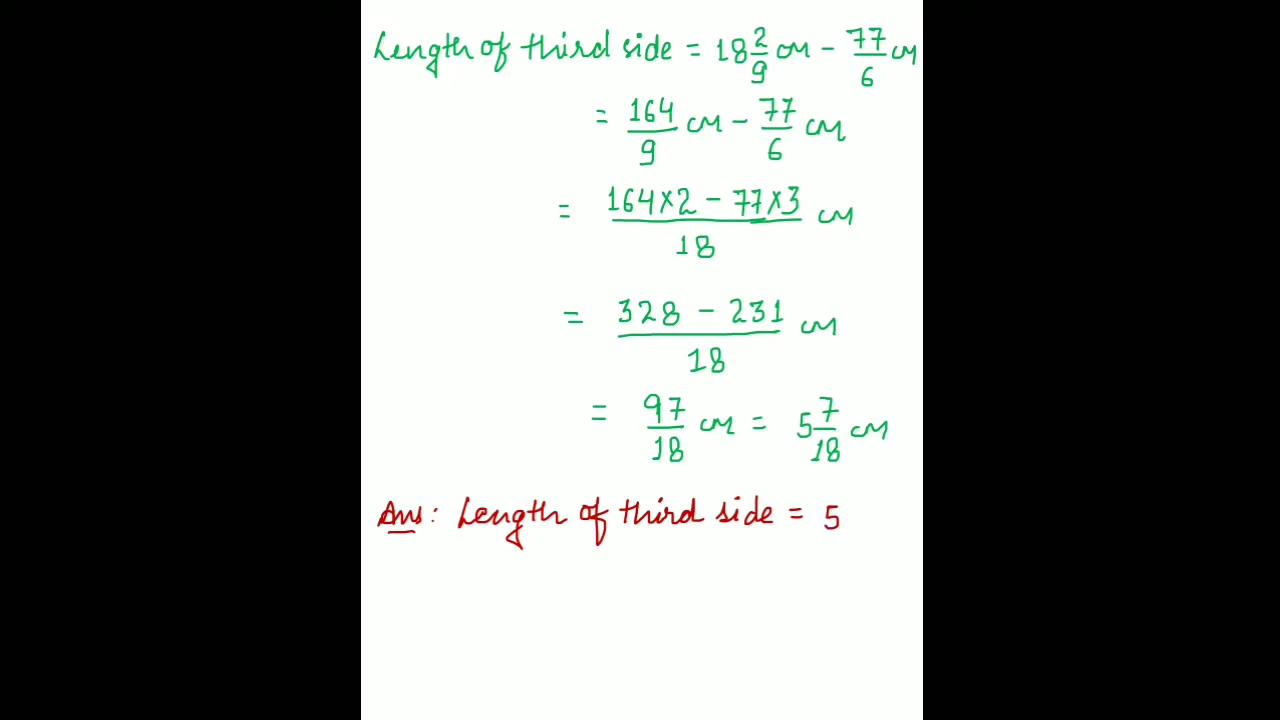 Length of third side = 18 2/9 cm - 77/6 cm
= 164/9 cm - 77/6 cm
= (164×2 - 77×3)/18 cm
= (328 - 231)/18 cm
= 97/18 cm = 5 7/18 cm
Ans: Length of third side = 5